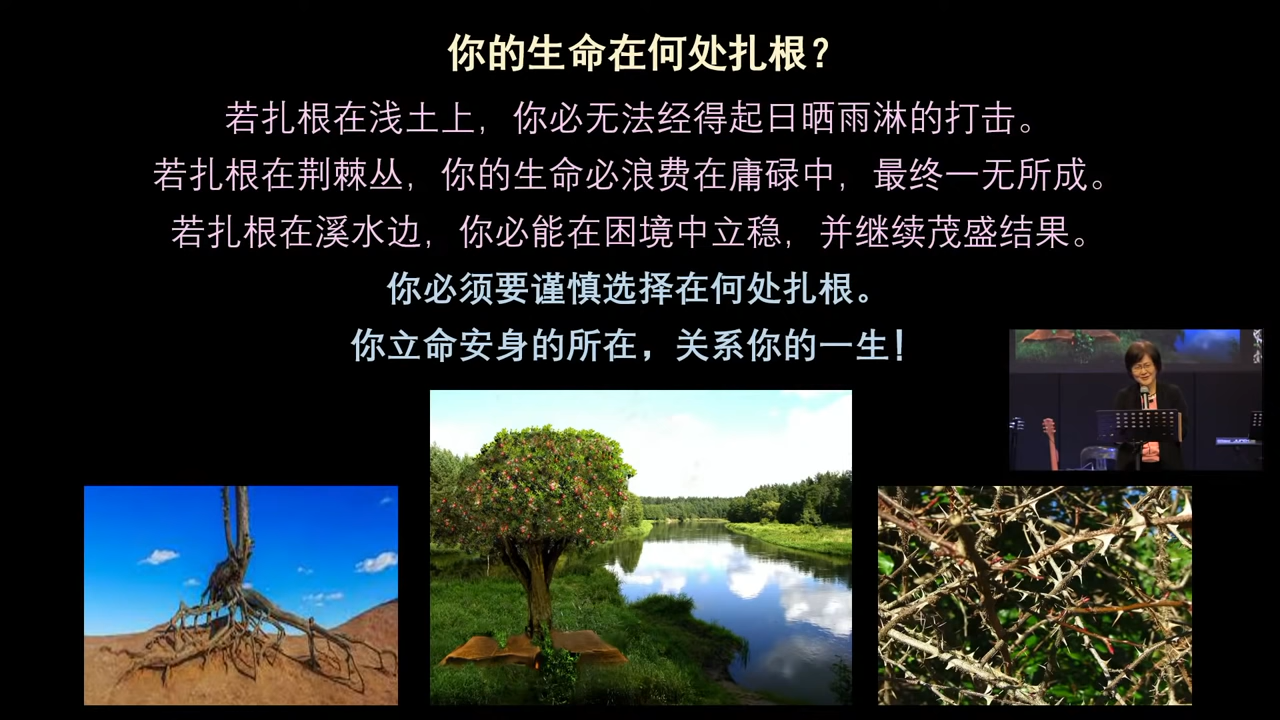 你的生命在何处扎根？
若扎根在浅土上，你必无法经得起日晒雨淋的打击。
若扎根在荆棘丛，你的生命必浪费在庸碌中，最终一无所成。
若扎根在溪水边，你必能在困境中立稳，并继续茂盛结果。
你必须要谨慎选择在何处扎根。
你立命安身的所在，关系你的一生！